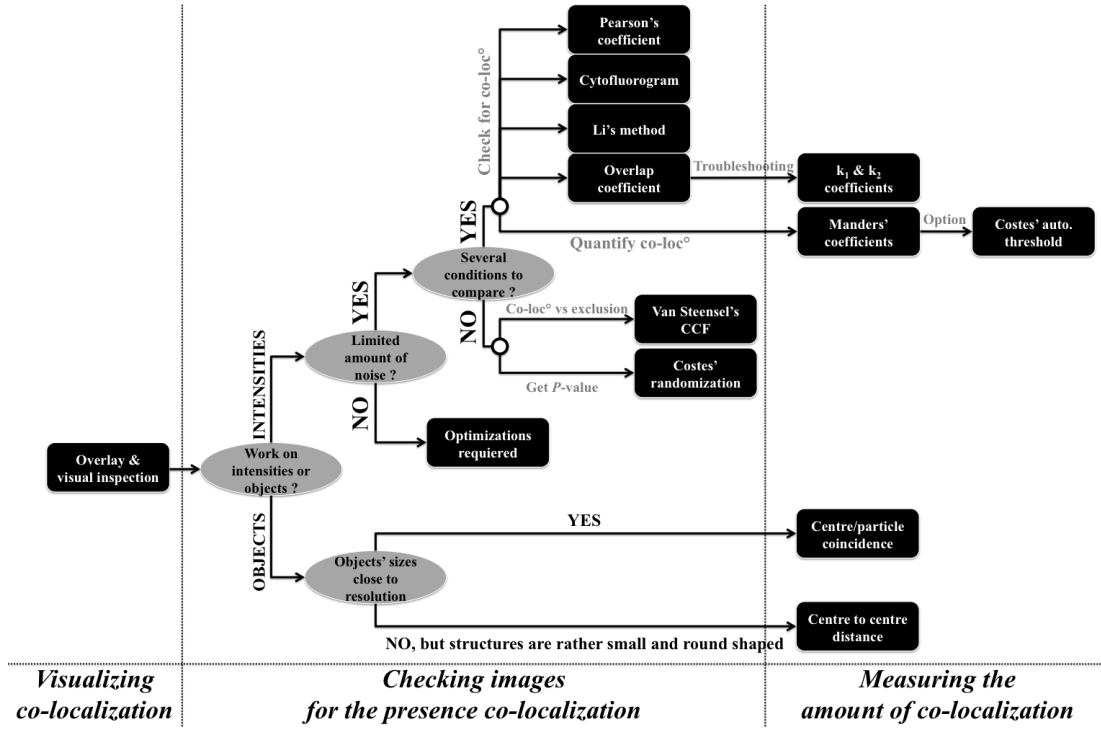 Pearson's
coefficient
Cytofluorogram
Li's method
Overlap
coefficient
Check for co-loc°
Troubleshooting
k₁ & k₂
coefficients
Quantify co-loc°
Manders'
coefficients
Option
Costes' auto.
threshold
YES
Several
conditions to
compare ?
NO
Co-loc° vs exclusion
Van Steensel's
CCF
Get P-value
Costes'
randomization
YES
Limited
amount of
noise ?
NO
Optimizations
requiered
INTENSITIES
Overlay &
visual inspection
Work on
intensities or
objects ?
OBJECTS
YES
Centre/particle
coincidence
Objects' sizes
close to
resolution
NO, but structures are rather small and round shaped
Centre to centre
distance
Visualizing
co-localization
Checking images
for the presence co-localization
Measuring the
amount of co-localization